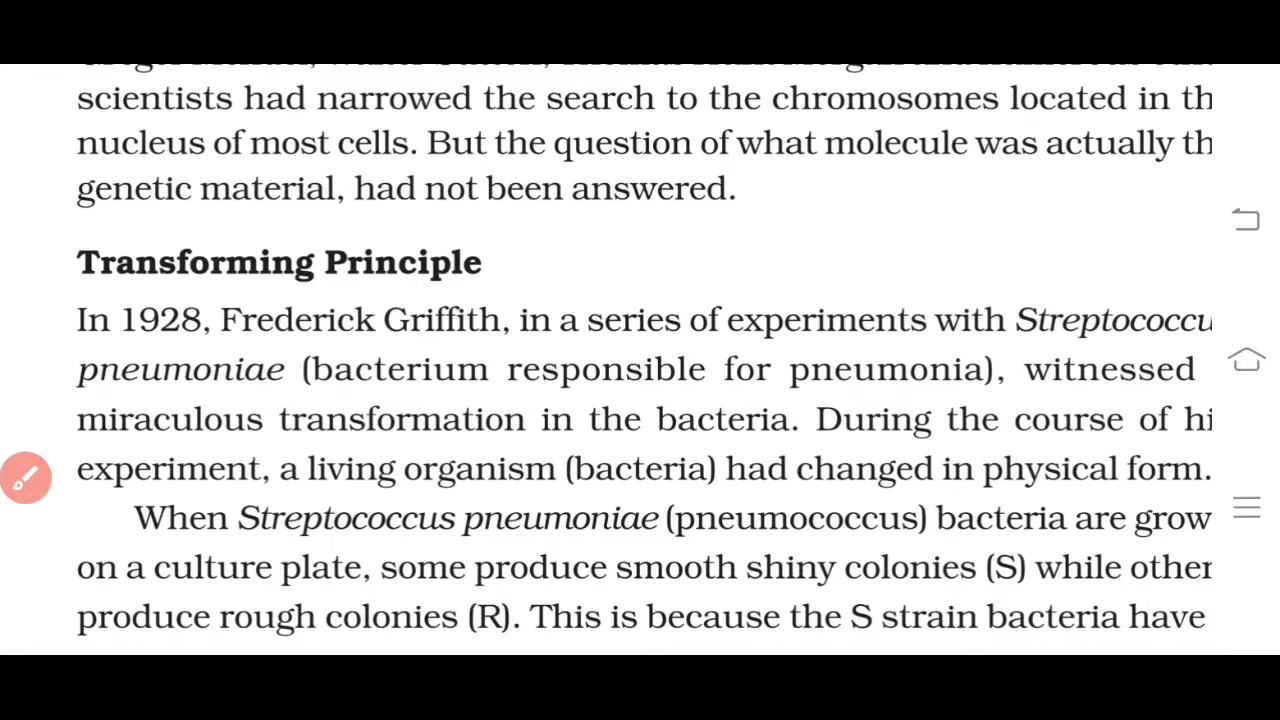 scientists had narrowed the search to the chromosomes located in th
nucleus of most cells. But the question of what molecule was actually th
genetic material, had not been answered.
Transforming Principle
In 1928, Frederick Griffith, in a series of experiments with Streptococcu
pneumoniae (bacterium responsible for pneumonia), witnessed
miraculous transformation in the bacteria. During the course of hi
experiment, a living organism (bacteria) had changed in physical form.
When Streptococcus pneumoniae (pneumococcus) bacteria are grow
on a culture plate, some produce smooth shiny colonies (S) while other
produce rough colonies (R). This is because the S strain bacteria have